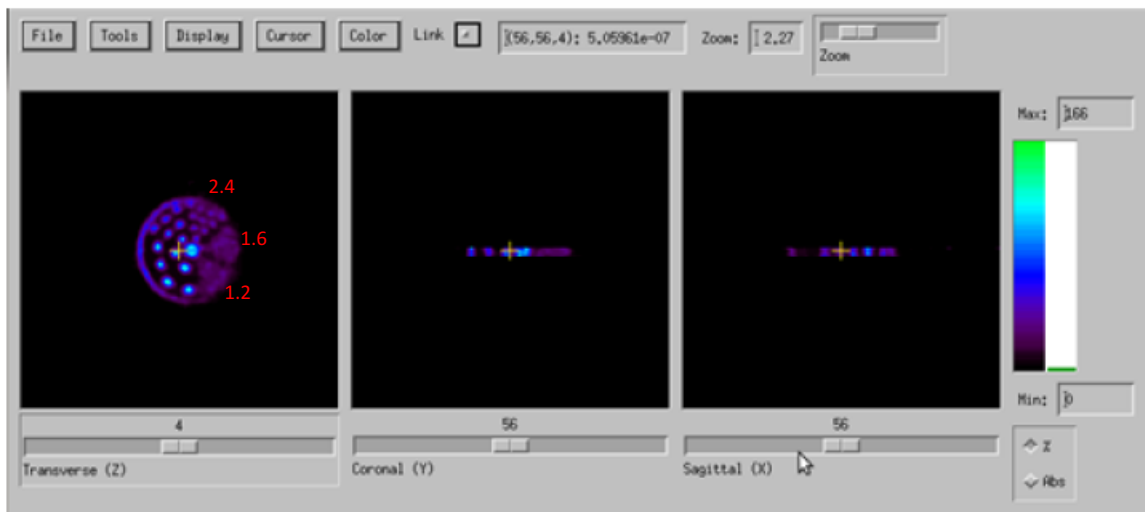 File Tools Display Cursor Color Link (56,56,4): 5.05961e-07 Zoom: 2.27
Zoom
Max: 166
2.4
1.6
1.2
Min: 0
4 56 56
Transverse (Z) Coronal (Y) Sagittal (X)
%
Abs